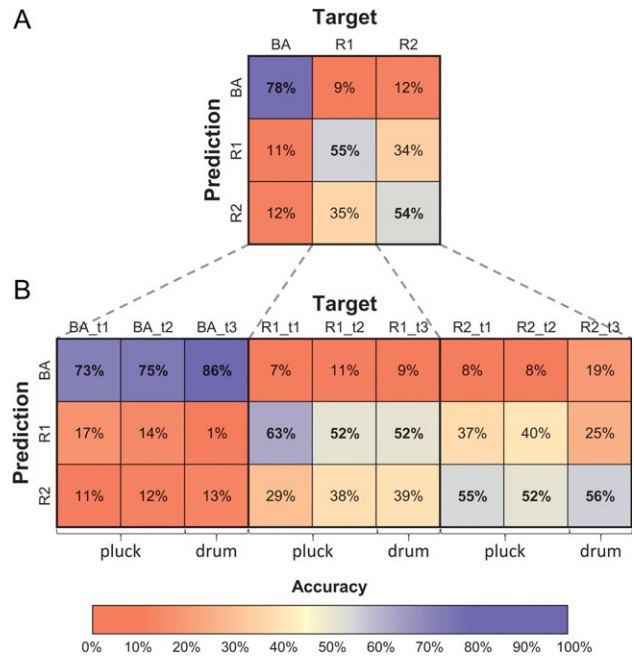 A
Target
BA R1 R2
Prediction
BA 78% 9% 12%
R1 11% 55% 34%
R2 12% 35% 54%
B
Target
BA_t1 BA_t2 BA_t3 R1_t1 R1_t2 R1_t3 R2_t1 R2_t2 R2_t3
Prediction
BA 73% 75% 86% 7% 11% 9% 8% 8% 19%
R1 17% 14% 1% 63% 52% 52% 37% 40% 25%
R2 11% 12% 13% 29% 38% 39% 55% 52% 56%
pluck drum pluck drum pluck drum
Accuracy
0% 10% 20% 30% 40% 50% 60% 70% 80% 90% 100%